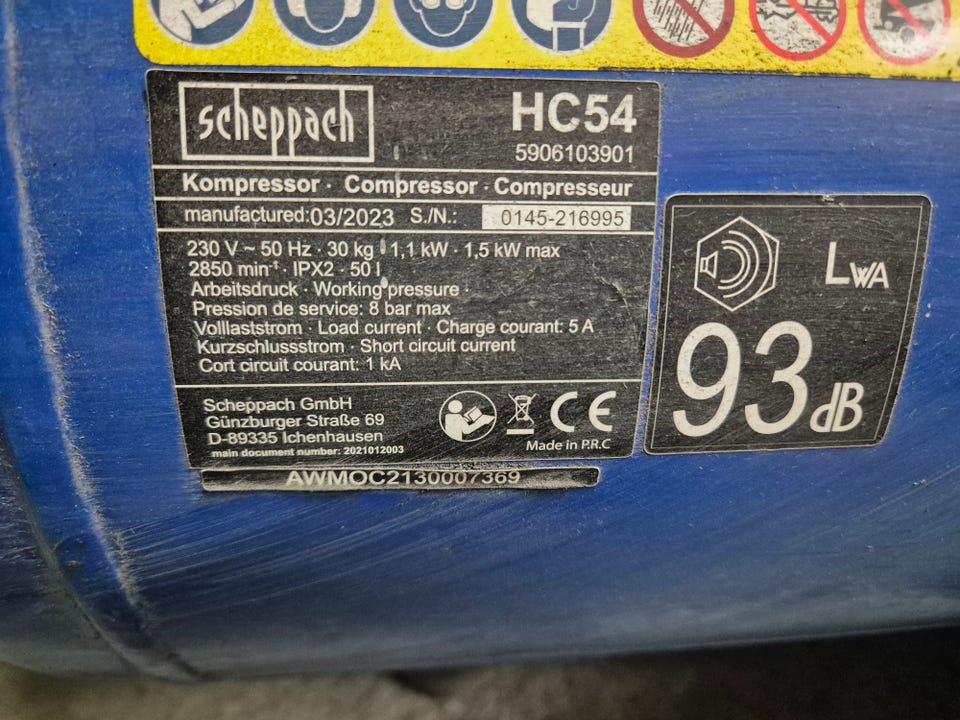 scheppach
HC54
5906103901
Kompressor · Compressor · Compresseur
manufactured:03/2023 S./N.: 0145-216995
230 V ~ 50 Hz · 30 kg · 1,1 kW · 1,5 kW max
2850 min⁻¹ · IPX2 · 50 l
Arbeitsdruck · Working pressure ·
Pression de service: 8 bar max
Volllaststrom · Load current · Charge courant: 5 A
Kurzschlussstrom · Short circuit current
Cort circuit courant: 1 kA
Scheppach GmbH
Günzburger Straße 69
D-89335 Ichenhausen
main document number: 2021012003
CE
Made in P.R.C
AWMOC2130007369
LWA
93 dB